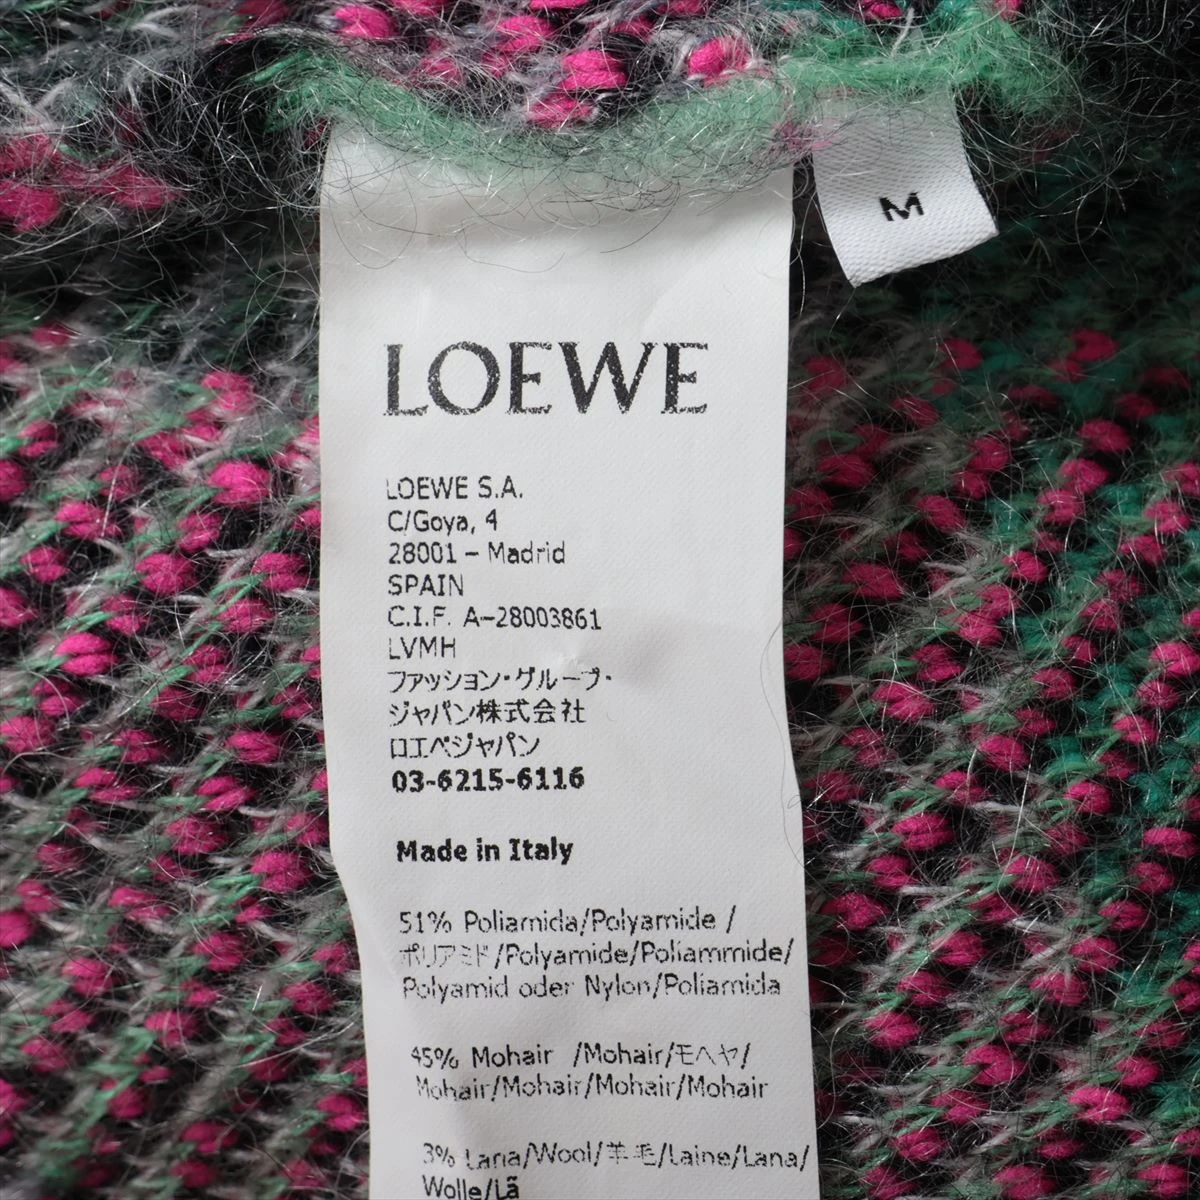 M
LOEWE
LOEWE S.A.
C/Goya, 4
28001 – Madrid
SPAIN
C.I.F. A-28003861
LVMH
ファッション・グループ・
ジャパン株式会社
ロエベジャパン
03-6215-6116
Made in Italy
51% Poliamida/Polyamide /
ポリアミド/Polyamide/Poliammide/
Polyamid oder Nylon/Poliamida
45% Mohair /Mohair/モヘヤ/
Mohair/Mohair/Mohair/Mohair
3% Lana/Wool/羊毛/Laine/Lana/
Wolle/Lã